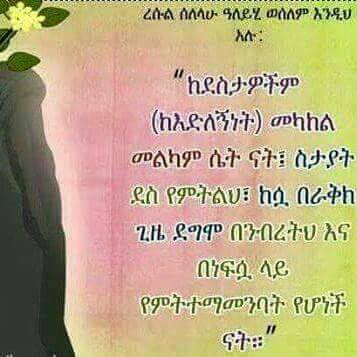 ረሱል ሰለላሁ ዓለይሂ ወሰለም እንዲህ
አሉ፡
"ከደስታዎችም
(ከእድለኝነት) መካከል
መልካም ሴት ናት፤ ስታያት
ደስ የምትልህ፣ ከሷ በራቅክ
ጊዜ ደግሞ በንብረትህ እና
በነፍሷ ላይ
የምትተማመንባት የሆነች
ናት።"